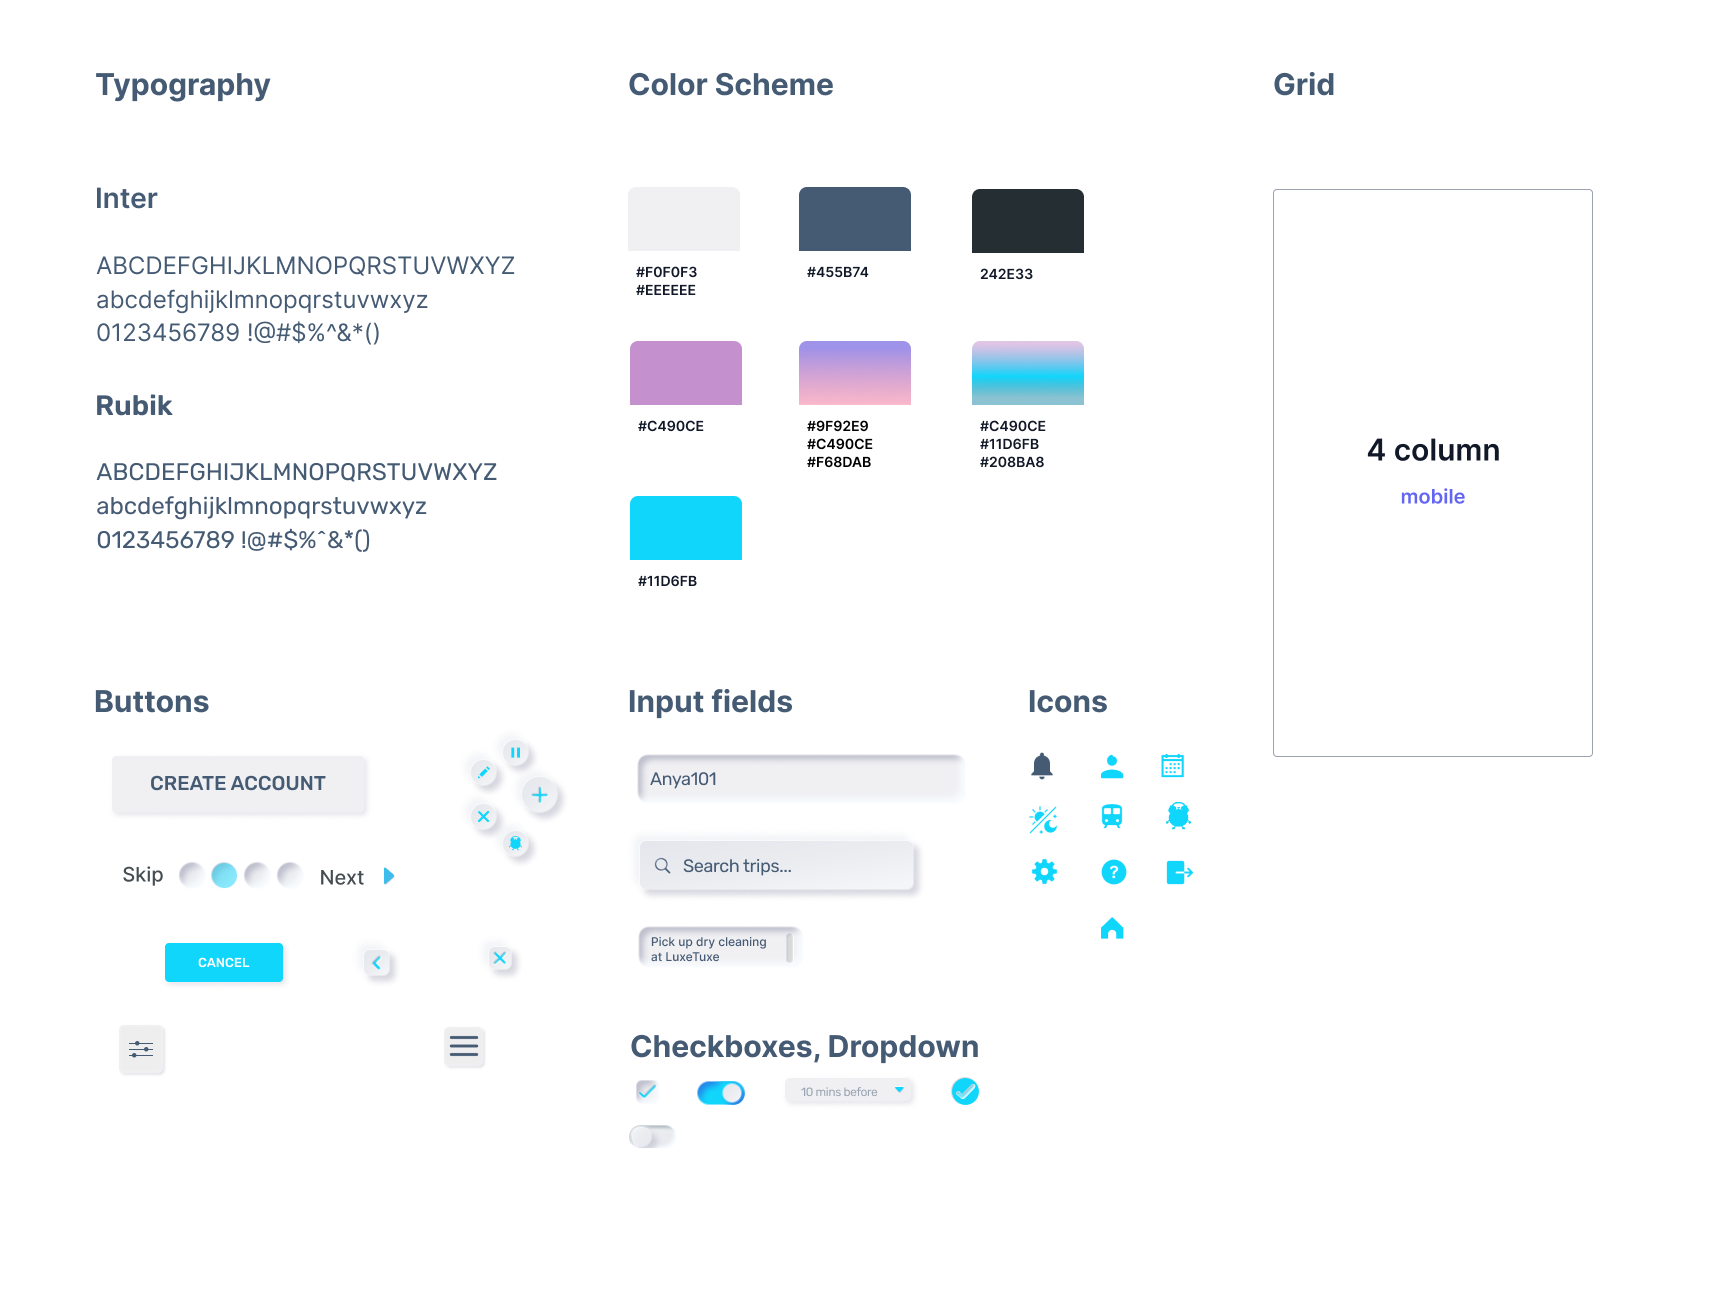 Typography
Inter
ABCDEFGHIJKLMNOPQRSTUVWXYZ
abcdefghijklmnopqrstuvwxyz
0123456789 !@#$%^&*()
Rubik
ABCDEFGHIJKLMNOPQRSTUVWXYZ
abcdefghijklmnopqrstuvwxyz
0123456789 !@#$%^&*()
Color Scheme
#F0F0F3
#EEEEEE
#455B74
242E33
#C490CE
#9F92E9
#C490CE
#F68DAB
#C490CE
#11D6FB
#208BA8
#11D6FB
Grid
4 column
mobile
Buttons
CREATE ACCOUNT
Skip
Next
CANCEL
Input fields
Anya101
Search trips...
Pick up dry cleaning
at LuxeTuxe
Icons
?
Checkboxes, Dropdown
10 mins before